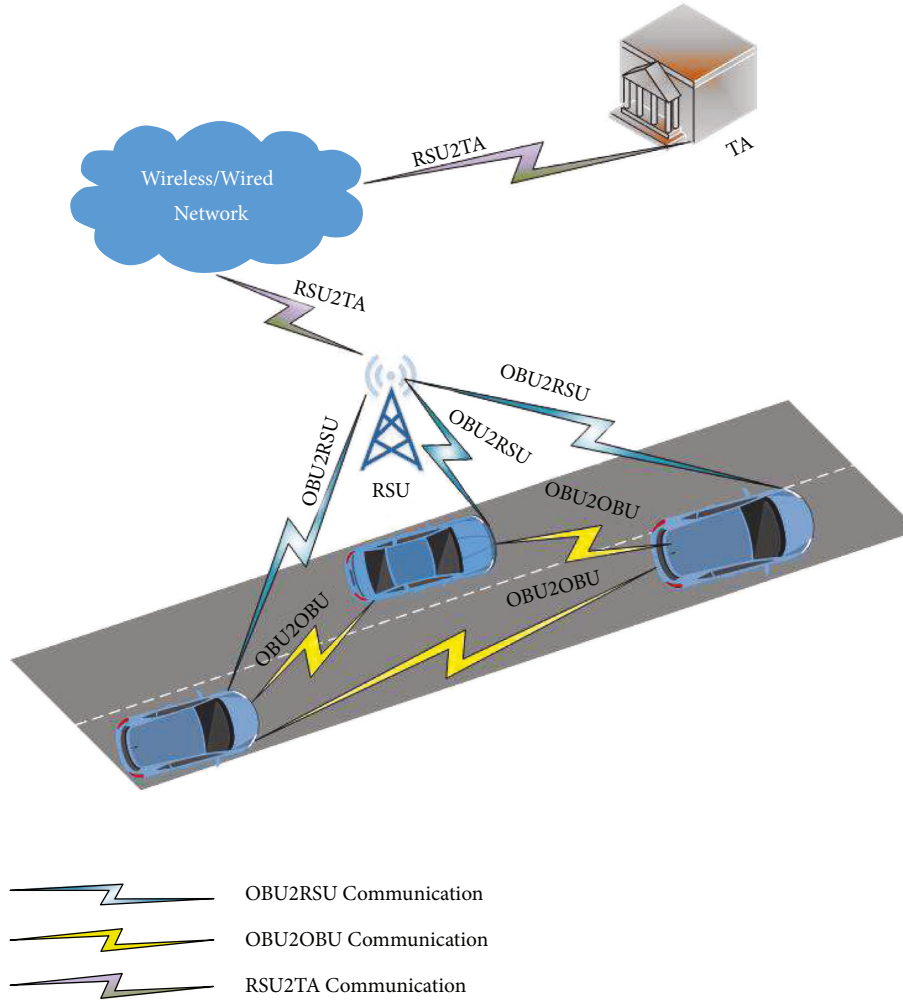 TA
RSU2TA
Wireless/Wired
Network
RSU2TA
OBU2RSU
OBU2RSU
OBU2RSU
RSU
OBU2OBU
OBU2OBU
OBU2OBU
OBU2RSU Communication
OBU2OBU Communication
RSU2TA Communication